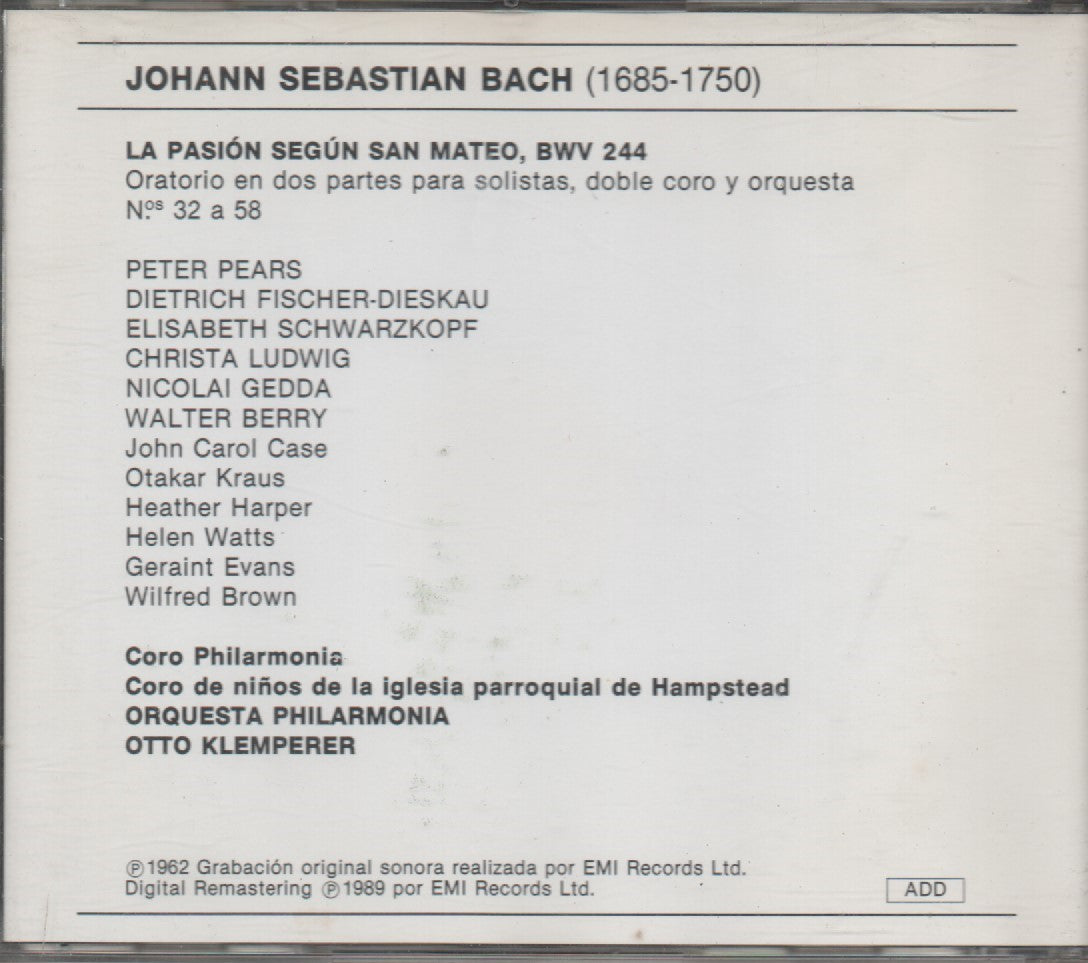 JOHANN SEBASTIAN BACH (1685-1750)
LA PASIÓN SEGÚN SAN MATEO, BWV 244
Oratorio en dos partes para solistas, doble coro y orquesta
N.ºs 32 a 58
PETER PEARS
DIETRICH FISCHER-DIESKAU
ELISABETH SCHWARZKOPF
CHRISTA LUDWIG
NICOLAI GEDDA
WALTER BERRY
John Carol Case
Otakar Kraus
Heather Harper
Helen Watts
Geraint Evans
Wilfred Brown
Coro Philarmonia
Coro de niños de la iglesia parroquial de Hampstead
ORQUESTA PHILARMONIA
OTTO KLEMPERER
℗1962 Grabación original sonora realizada por EMI Records Ltd.
Digital Remastering ℗1989 por EMI Records Ltd.
ADD